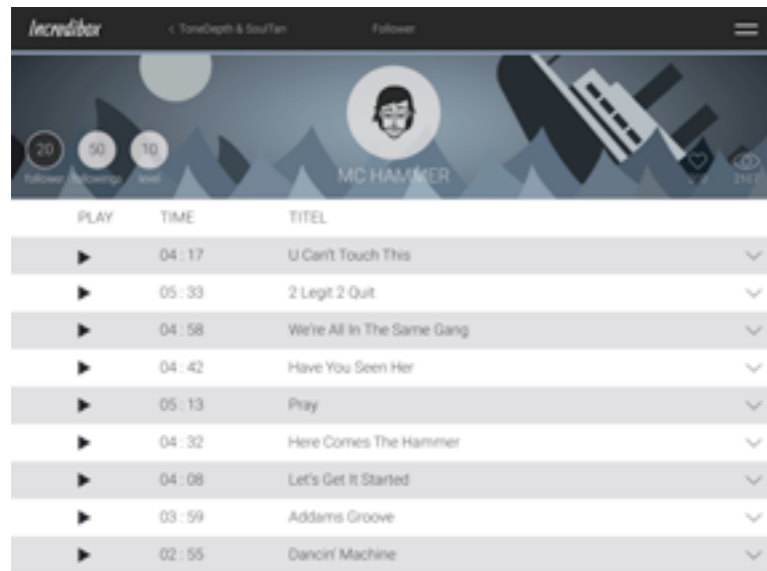 Incredibox < ToneDepth & SoulTan Follower
20 50 10
follower followings level
MC HAMMER
2107
PLAY TIME TITEL
04 : 17 U Can't Touch This
05 : 33 2 Legit 2 Quit
04 : 58 We're All In The Same Gang
04 : 42 Have You Seen Her
05 : 13 Pray
04 : 32 Here Comes The Hammer
04 : 08 Let's Get It Started
03 : 59 Addams Groove
02 : 55 Dancin' Machine